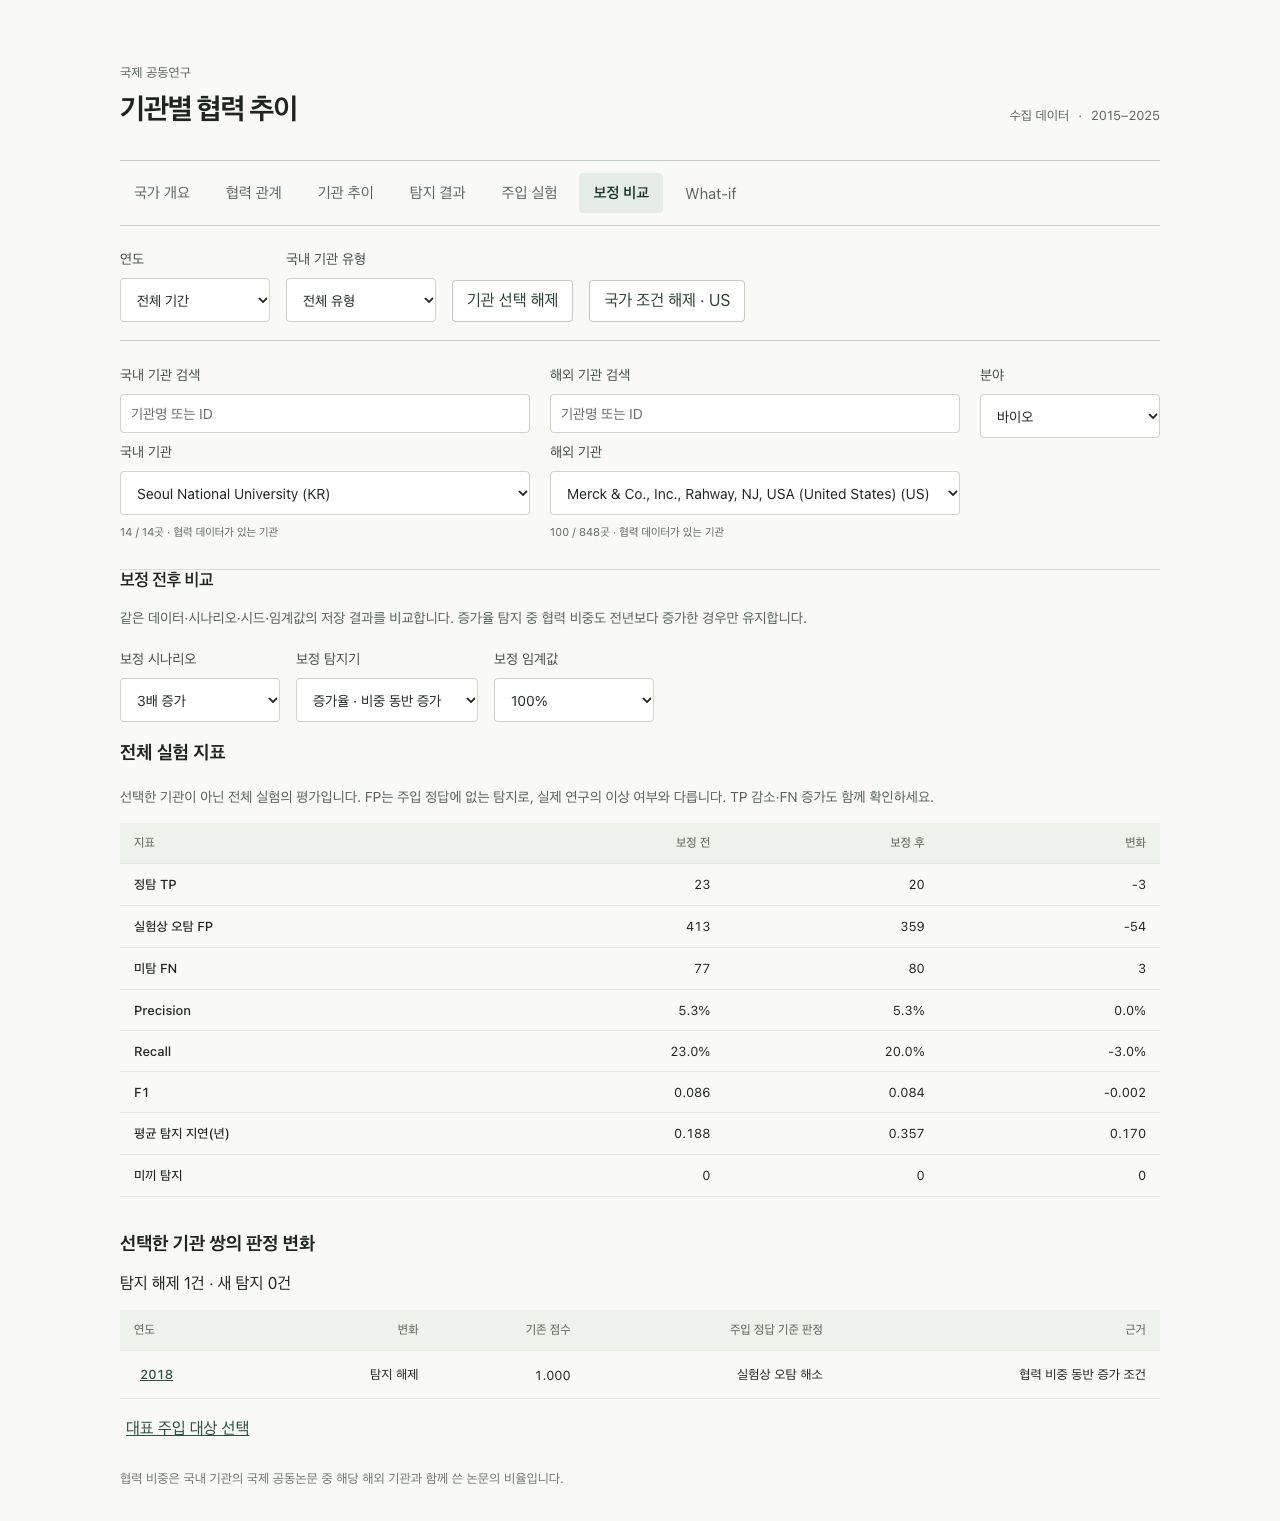 국제 공동연구
기관별 협력 추이
수집 데이터 · 2015–2025
국가 개요 협력 관계 기관 추이 탐지 결과 주입 실험 보정 비교 What-if
연도 국내 기관 유형
전체 기간 전체 유형 기관 선택 해제 국가 조건 해제 · US
국내 기관 검색 해외 기관 검색 분야
기관명 또는 ID 기관명 또는 ID 바이오
국내 기관 해외 기관
Seoul National University (KR) Merck & Co., Inc., Rahway, NJ, USA (United States) (US)
14 / 14곳 · 협력 데이터가 있는 기관 100 / 848곳 · 협력 데이터가 있는 기관
보정 전후 비교
같은 데이터·시나리오·시드·임계값의 저장 결과를 비교합니다. 증가율 탐지 중 협력 비중도 전년보다 증가한 경우만 유지합니다.
보정 시나리오 보정 탐지기 보정 임계값
3배 증가 증가율 · 비중 동반 증가 100%
전체 실험 지표
선택한 기관이 아닌 전체 실험의 평가입니다. FP는 주입 정답에 없는 탐지로, 실제 연구의 이상 여부와 다릅니다. TP 감소·FN 증가도 함께 확인하세요.
지표 보정 전 보정 후 변화
정탐 TP 23 20 -3
실험상 오탐 FP 413 359 -54
미탐 FN 77 80 3
Precision 5.3% 5.3% 0.0%
Recall 23.0% 20.0% -3.0%
F1 0.086 0.084 -0.002
평균 탐지 지연(년) 0.188 0.357 0.170
미끼 탐지 0 0 0
선택한 기관 쌍의 판정 변화
탐지 해제 1건 · 새 탐지 0건
연도 변화 기존 점수 주입 정답 기준 판정 근거
2018 탐지 해제 1.000 실험상 오탐 해소 협력 비중 동반 증가 조건
대표 주입 대상 선택
협력 비중은 국내 기관의 국제 공동논문 중 해당 해외 기관과 함께 쓴 논문의 비율입니다.